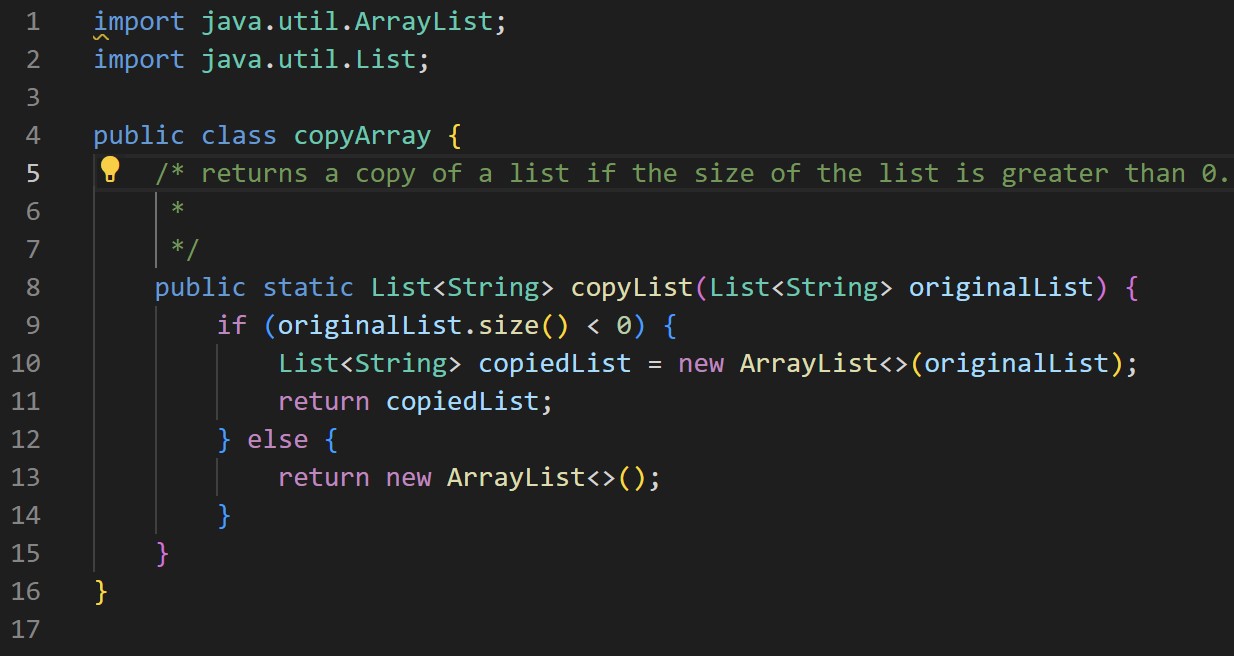 1 import java.util.ArrayList;
2 import java.util.List;
3
4 public class copyArray {
5 /* returns a copy of a list if the size of the list is greater than 0.
6 *
7 */
8 public static List<String> copyList(List<String> originalList) {
9 if (originalList.size() < 0) {
10 List<String> copiedList = new ArrayList<>(originalList);
11 return copiedList;
12 } else {
13 return new ArrayList<>();
14 }
15 }
16 }
17